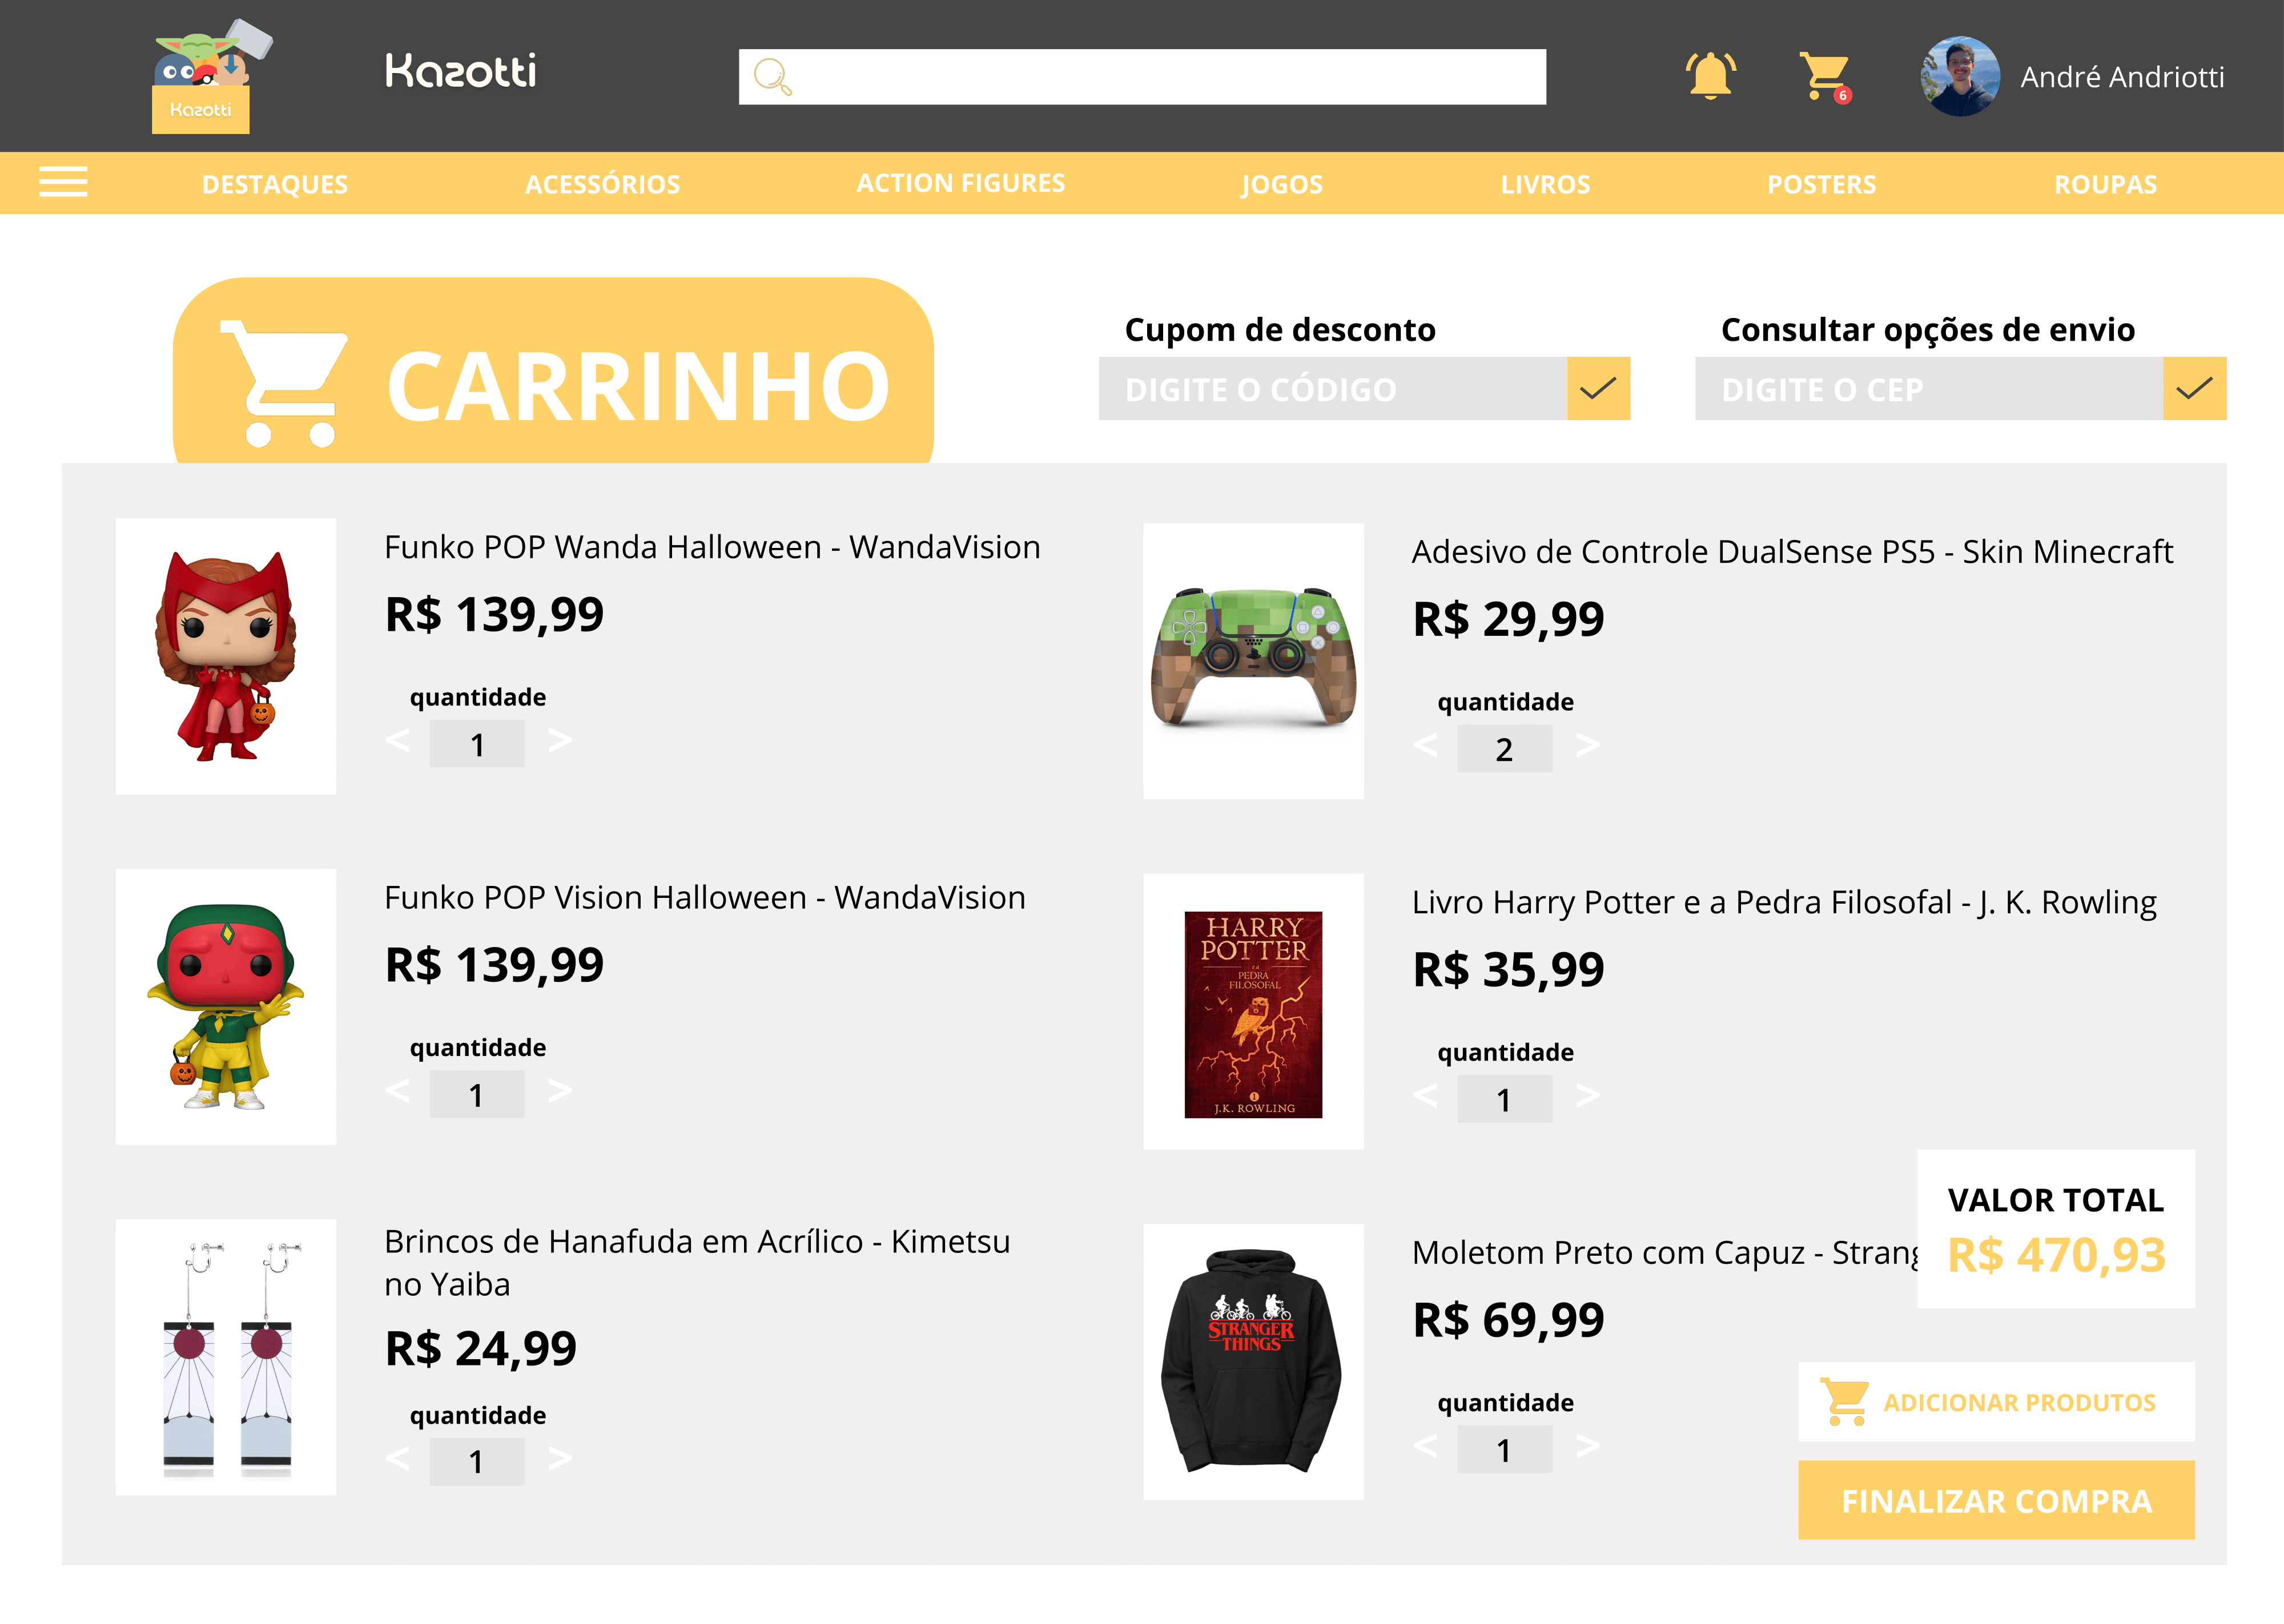 Kazotti
Kazotti
6
André Andriotti
DESTAQUES
ACESSÓRIOS
ACTION FIGURES
JOGOS
LIVROS
POSTERS
ROUPAS
CARRINHO
Cupom de desconto
DIGITE O CÓDIGO
Consultar opções de envio
DIGITE O CEP
Funko POP Wanda Halloween - WandaVision
R$ 139,99
quantidade
< 1 >
Adesivo de Controle DualSense PS5 - Skin Minecraft
R$ 29,99
quantidade
< 2 >
Funko POP Vision Halloween - WandaVision
R$ 139,99
quantidade
< 1 >
HARRY
POTTER
e a
PEDRA
FILOSOFAL
1
J.K. ROWLING
Livro Harry Potter e a Pedra Filosofal - J. K. Rowling
R$ 35,99
quantidade
< 1 >
Brincos de Hanafuda em Acrílico - Kimetsu
no Yaiba
R$ 24,99
quantidade
< 1 >
STRANGER
THINGS
Moletom Preto com Capuz - Strang
R$ 69,99
quantidade
< 1 >
VALOR TOTAL
R$ 470,93
ADICIONAR PRODUTOS
FINALIZAR COMPRA